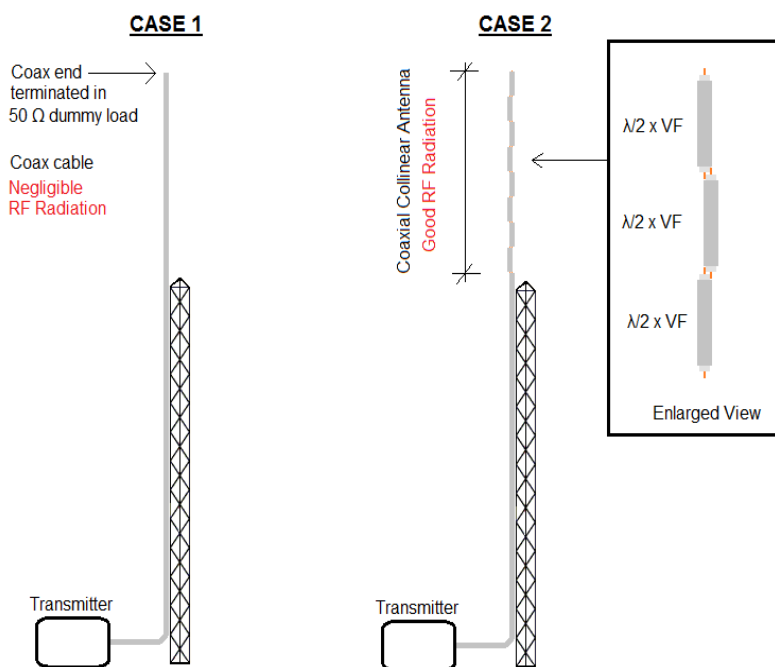 CASE 1
Coax end
terminated in
50 Ω dummy load
Coax cable
Negligible
RF Radiation
Transmitter
CASE 2
Coaxial Collinear Antenna
Good RF Radiation
Transmitter
λ/2 x VF
λ/2 x VF
λ/2 x VF
Enlarged View